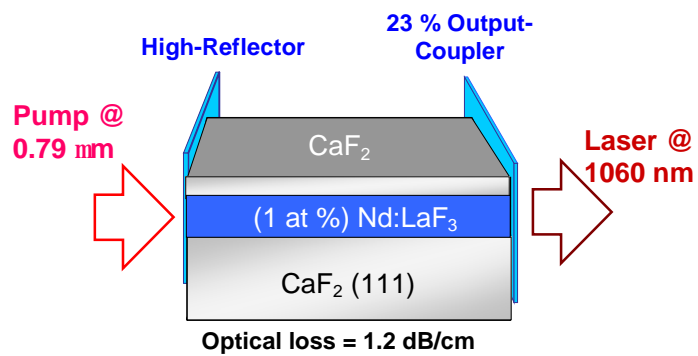 High-Reflector
23 % Output-
Coupler
Pump @
0.79 mm
CaF₂
Laser @
1060 nm
(1 at %) Nd:LaF₃
CaF₂ (111)
Optical loss = 1.2 dB/cm